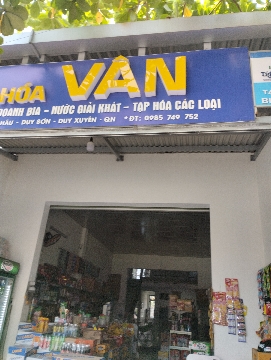 HÓA VÂN
DOANH BIA - NƯỚC GIẢI KHÁT - TẠP HÓA CÁC LOẠI
CHÂU - DUY SƠN - DUY XUYÊN - QN * ĐT: 0985 749 752